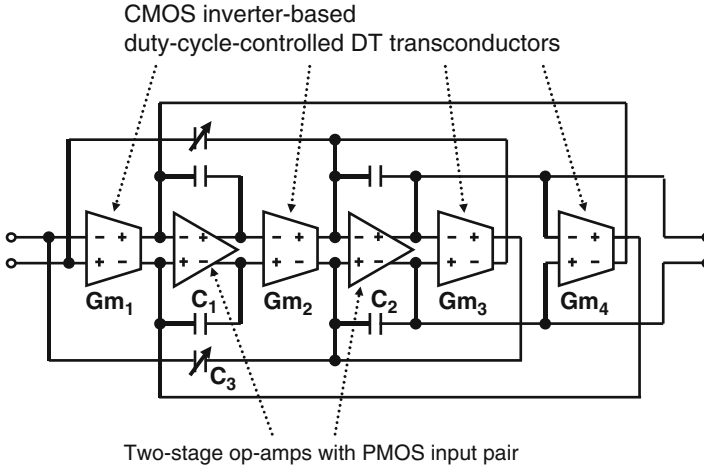 CMOS inverter-based
duty-cycle-controlled DT transconductors
− + − + − + − + − + − +
+ − + − + − + − + − + −
Gm1 C1 Gm2 C2 Gm3 Gm4
C3
Two-stage op-amps with PMOS input pair